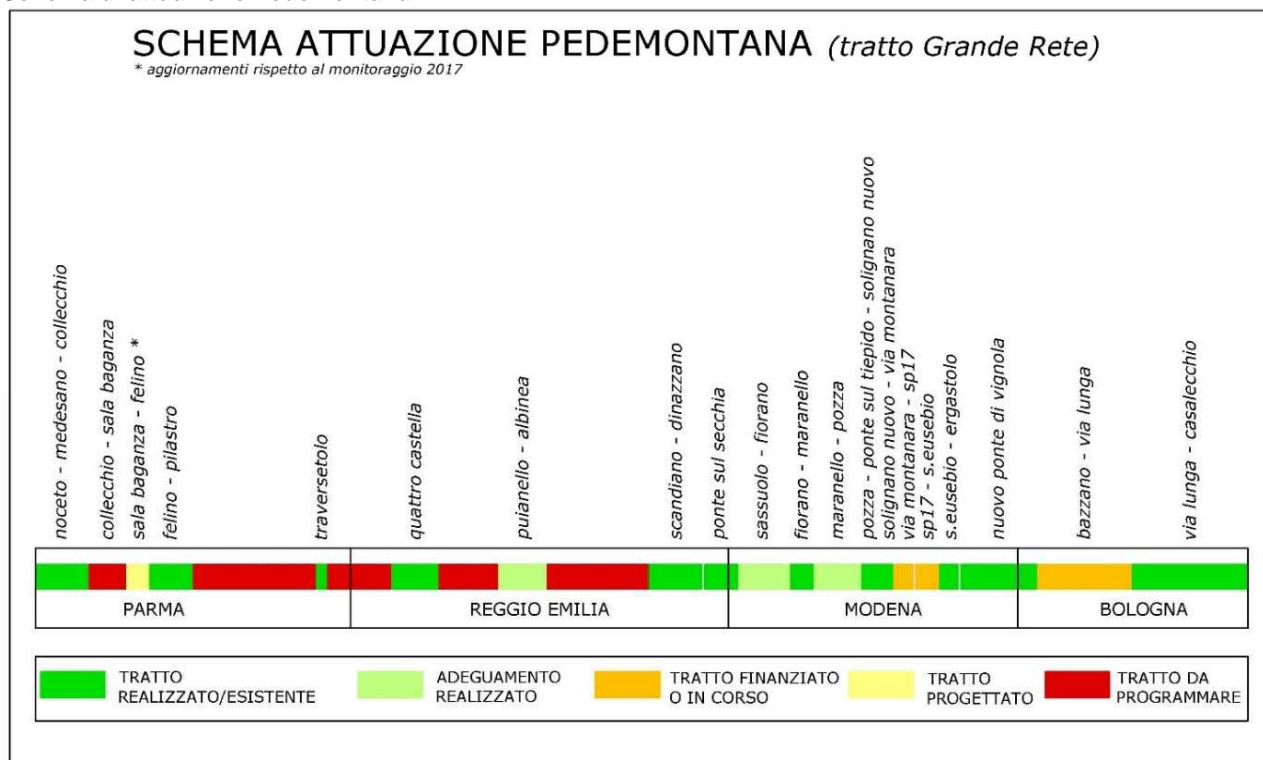 SCHEMA ATTUAZIONE PEDEMONTANA (tratto Grande Rete)
* aggiornamenti rispetto al monitoraggio 2017
noceto - medesano - collecchio
collecchio - sala baganza
sala baganza - felino *
felino - pilastro
traversetolo
quattro castella
puianello - albinea
scandiano - dinazzano
ponte sul secchia
sassuolo - fiorano
fiorano - maranello
maranello - pozza
pozza - ponte sul tiepido - solignano nuovo
solignano nuovo - via montanara
via montanara - sp17
sp17 - s.eusebio
s.eusebio - ergastolo
nuovo ponte di vignola
bazzano - via lunga
via lunga - casalecchio
PARMA
REGGIO EMILIA
MODENA
BOLOGNA
TRATTO
REALIZZATO/ESISTENTE
ADEGUAMENTO
REALIZZATO
TRATTO FINANZIATO
O IN CORSO
TRATTO
PROGETTATO
TRATTO DA
PROGRAMMARE